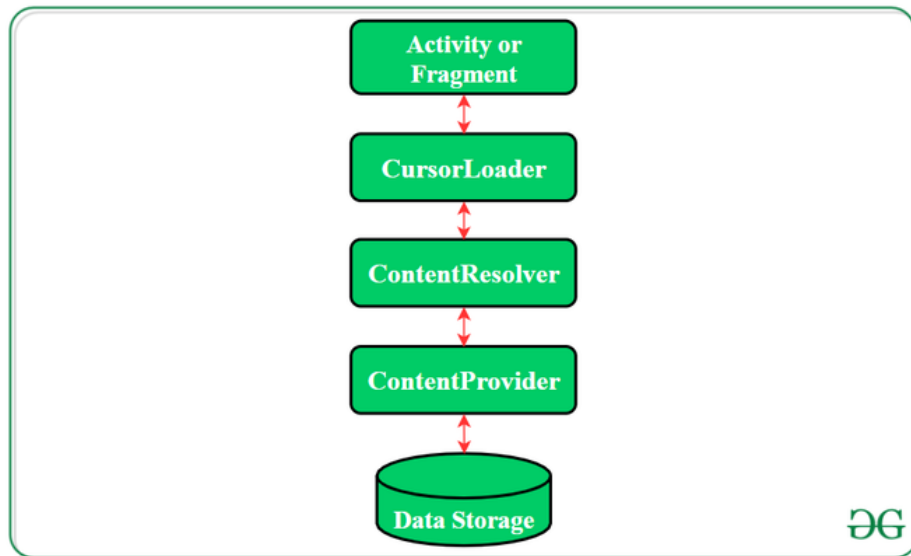 Activity or
Fragment
CursorLoader
ContentResolver
ContentProvider
Data Storage